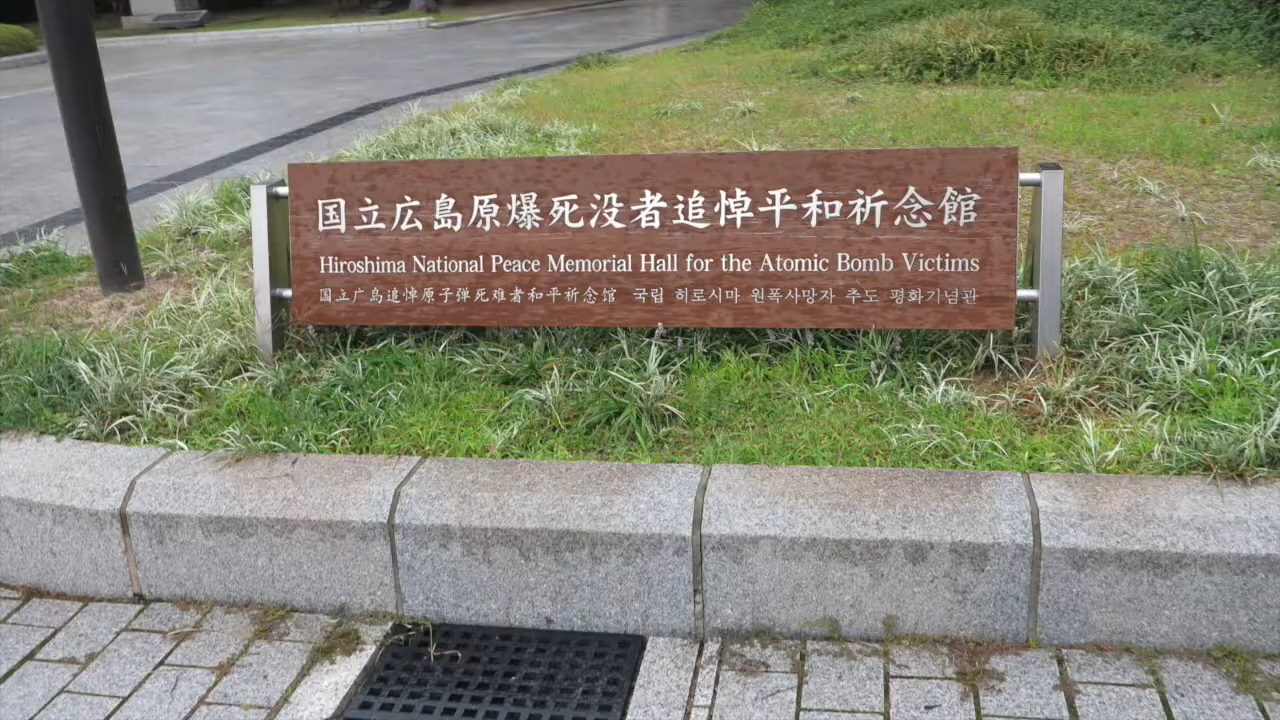 国立広島原爆死没者追悼平和祈念館
Hiroshima National Peace Memorial Hall for the Atomic Bomb Victims
国立广岛追悼原子弹死难者和平祈念馆 국립 히로시마 원폭사망자 추도 평화기념관